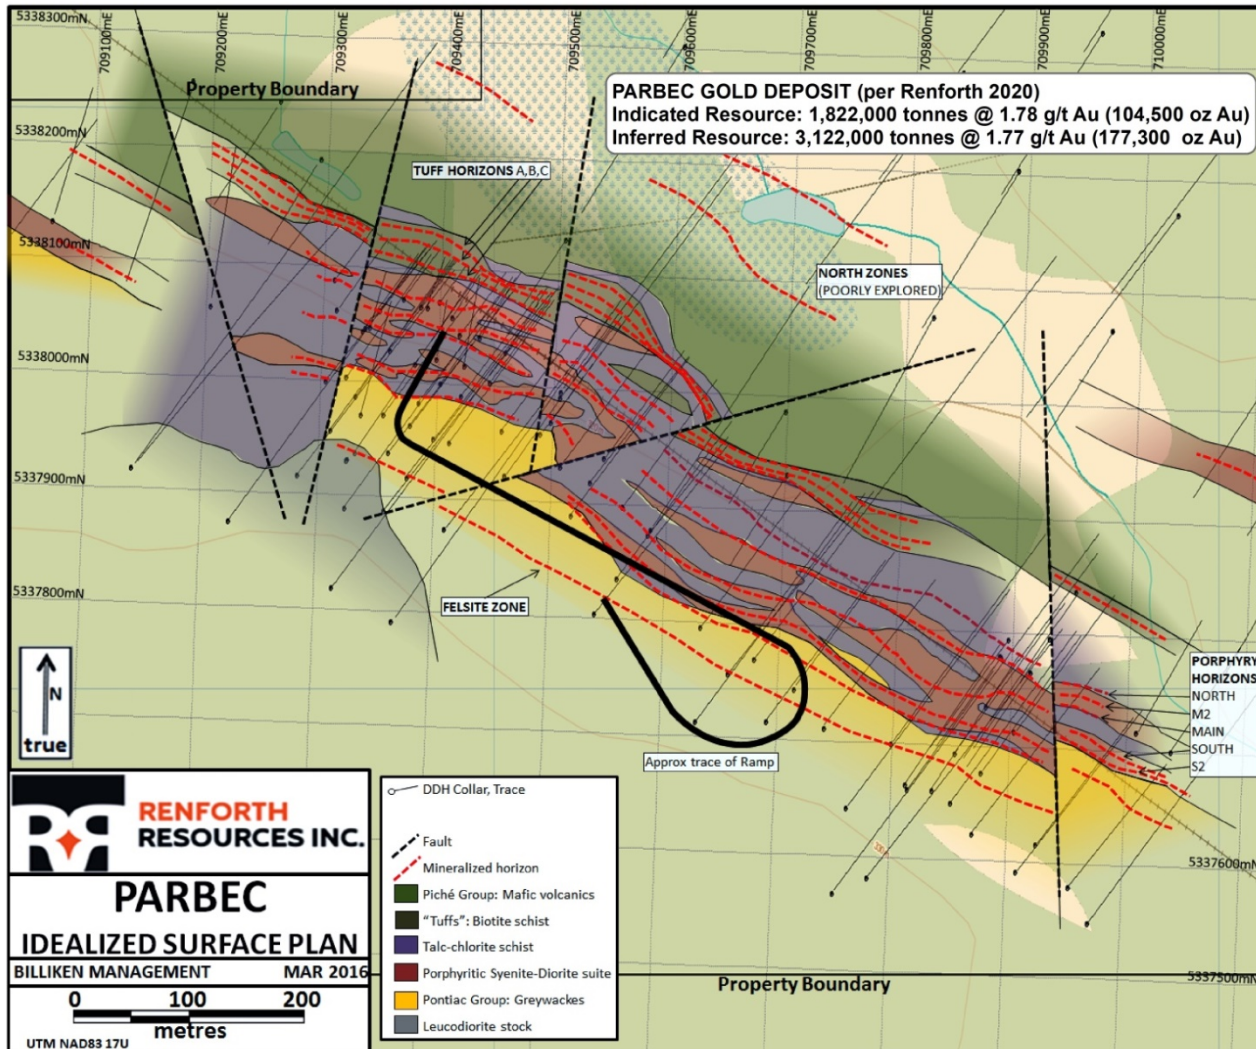 5338300mN
709100mE
709200mE
709300mE
709400mE
709500mE
709600mE
709700mE
709800mE
709900mE
710000mE
Property Boundary
PARBEC GOLD DEPOSIT (per Renforth 2020)
Indicated Resource: 1,822,000 tonnes @ 1.78 g/t Au (104,500 oz Au)
Inferred Resource: 3,122,000 tonnes @ 1.77 g/t Au (177,300 oz Au)
5338200mN
TUFF HORIZONS A,B,C
5338100mN
NORTH ZONES
(POORLY EXPLORED)
5338000mN
5337900mN
5337800mN
FELSITE ZONE
N
true
PORPHYRY
HORIZONS
NORTH
M2
MAIN
SOUTH
S2
Approx trace of Ramp
5337600mN
5337500mN
Property Boundary
RENFORTH
RESOURCES INC.
PARBEC
IDEALIZED SURFACE PLAN
BILLIKEN MANAGEMENT MAR 2016
0 100 200
metres
UTM NAD83 17U
DDH Collar, Trace
Fault
Mineralized horizon
Piché Group: Mafic volcanics
“Tuffs”: Biotite schist
Talc-chlorite schist
Porphyritic Syenite-Diorite suite
Pontiac Group: Greywackes
Leucodiorite stock